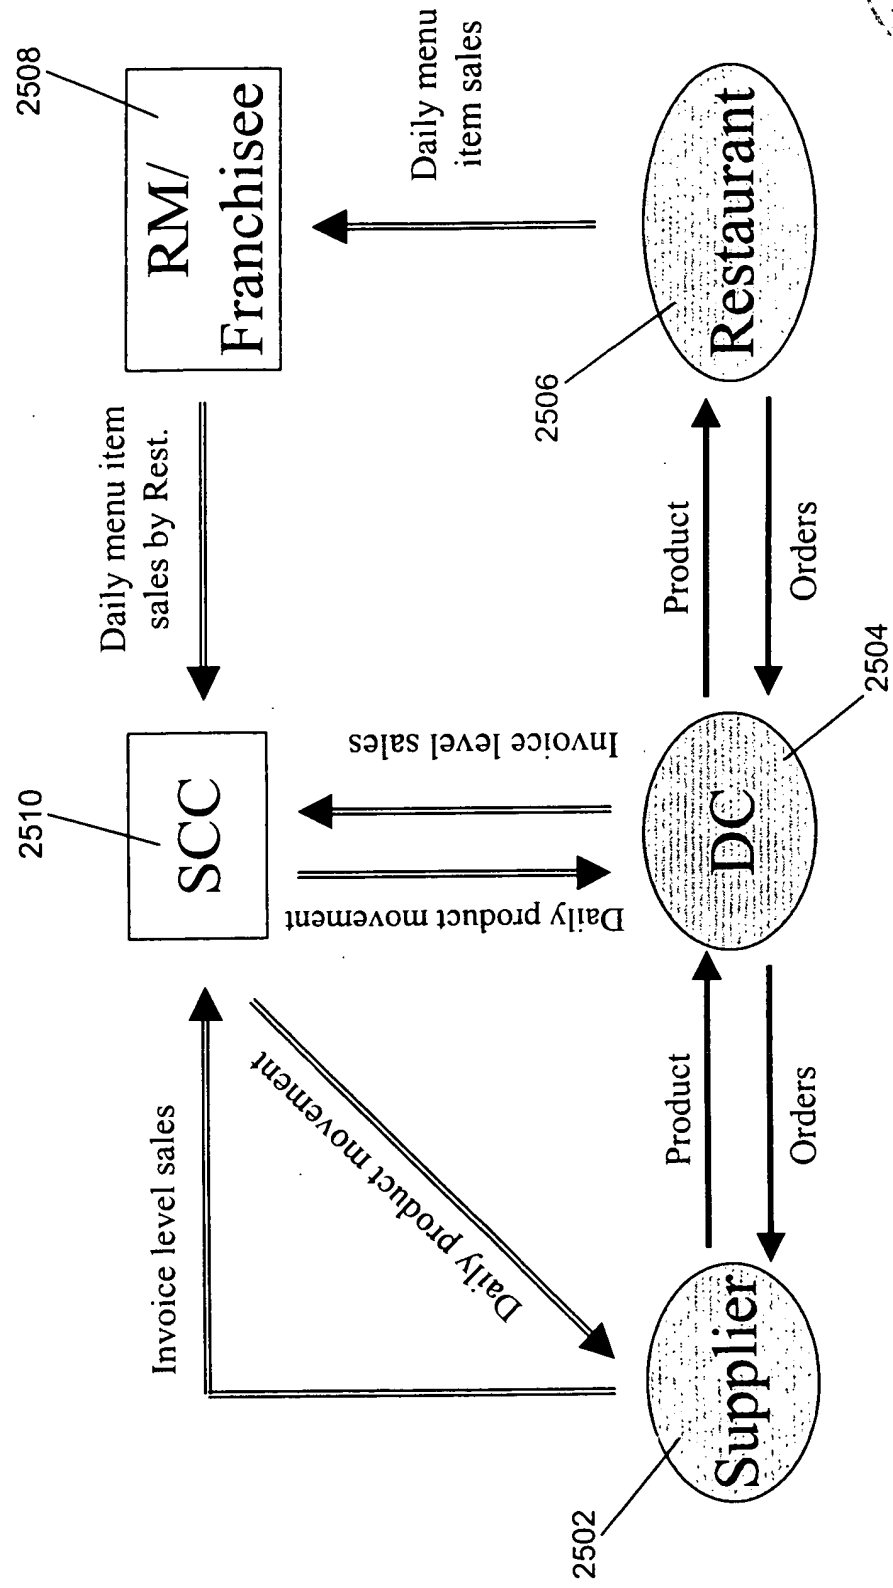 2510
SCC
Daily menu item
sales by Rest.
2508
RM/
Franchisee
Invoice level sales
Daily product movement
Daily product movement
Invoice level sales
Daily menu
item sales
2502
Supplier
Product
Orders
DC
2504
Product
Orders
2506
Restaurant